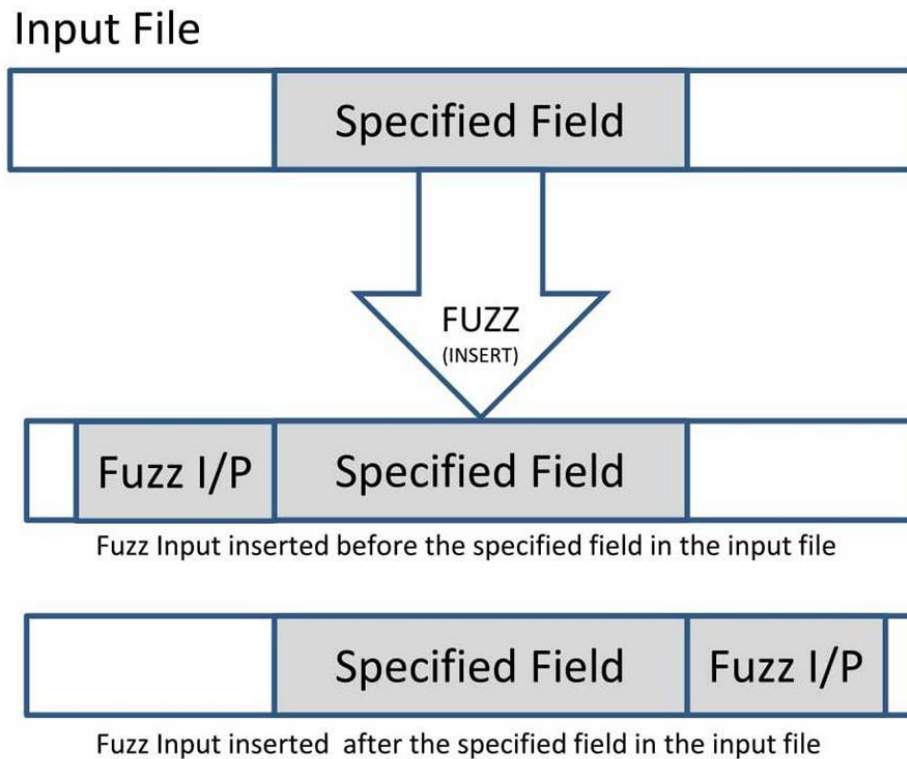 Input File
Specified Field
FUZZ
(INSERT)
Fuzz I/P Specified Field
Fuzz Input inserted before the specified field in the input file
Specified Field Fuzz I/P
Fuzz Input inserted  after the specified field in the input file